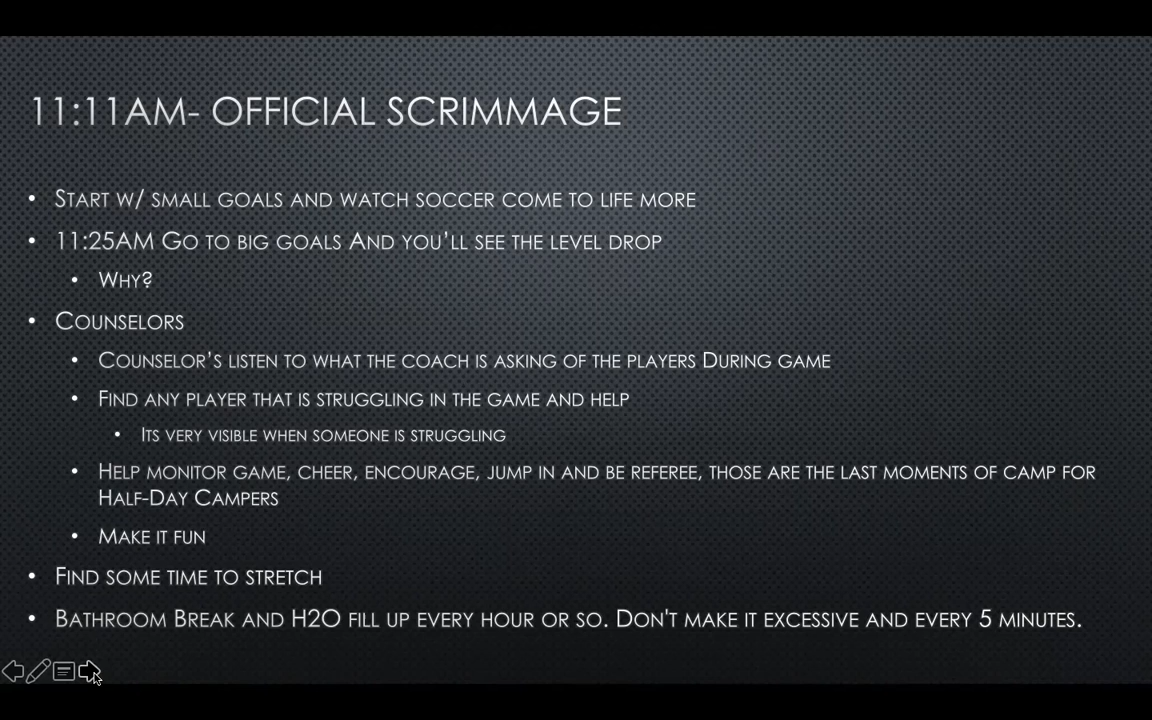 11:11AM- OFFICIAL SCRIMMAGE
• START W/ SMALL GOALS AND WATCH SOCCER COME TO LIFE MORE
• 11:25AM GO TO BIG GOALS AND YOU'LL SEE THE LEVEL DROP
• WHY?
• COUNSELORS
• COUNSELOR'S LISTEN TO WHAT THE COACH IS ASKING OF THE PLAYERS DURING GAME
• FIND ANY PLAYER THAT IS STRUGGLING IN THE GAME AND HELP
• ITS VERY VISIBLE WHEN SOMEONE IS STRUGGLING
• HELP MONITOR GAME, CHEER, ENCOURAGE, JUMP IN AND BE REFEREE, THOSE ARE THE LAST MOMENTS OF CAMP FOR
HALF-DAY CAMPERS
• MAKE IT FUN
• FIND SOME TIME TO STRETCH
• BATHROOM BREAK AND H2O FILL UP EVERY HOUR OR SO. DON'T MAKE IT EXCESSIVE AND EVERY 5 MINUTES.